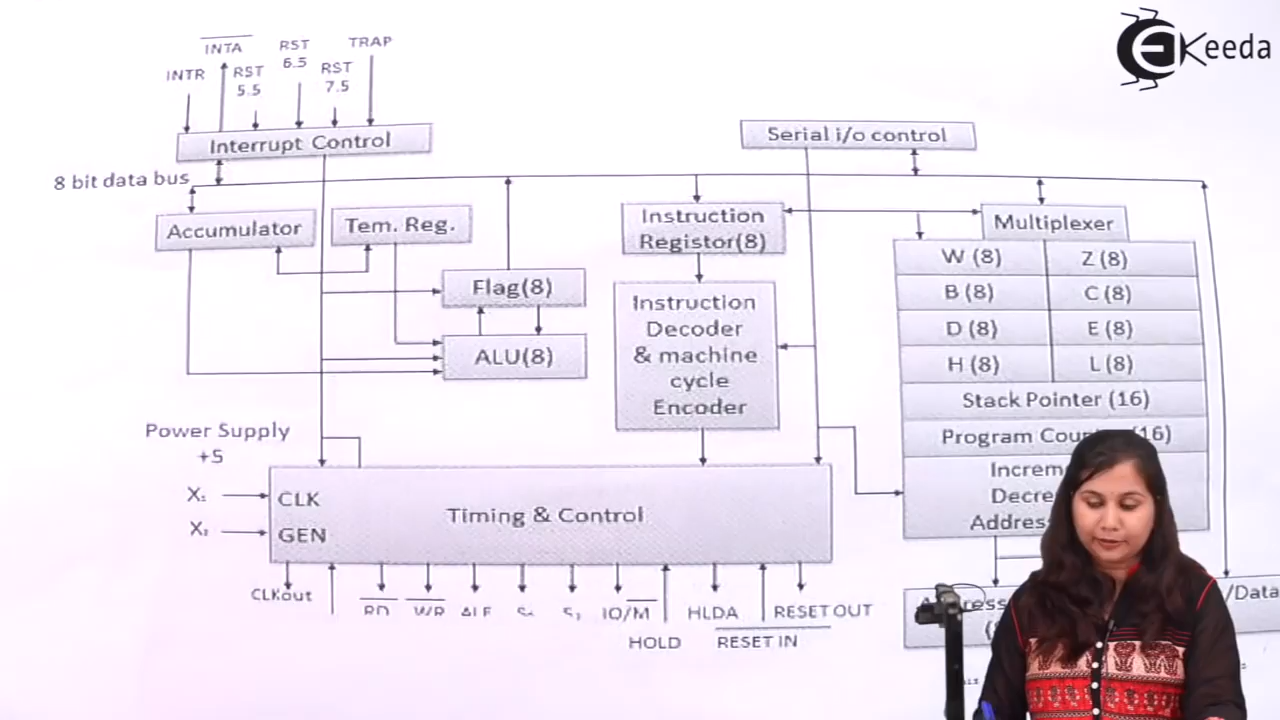 Keeda
INTA
RST
6.5
TRAP
INTR
RST
5.5
RST
7.5
Interrupt Control
Serial i/o control
8 bit data bus
Accumulator
Tem. Reg.
Instruction
Registor(8)
Multiplexer
Flag(8)
ALU(8)
Instruction
Decoder
& machine
cycle
Encoder
W (8)
Z (8)
B (8)
C (8)
D (8)
E (8)
H (8)
L (8)
Stack Pointer (16)
Program Cou 16)
Increm
Decre
Address
Power Supply
+5
X₁
CLK
X₂
GEN
Timing & Control
CLKout
RD
WR
ALE
IO/M
HOLD
HLDA
RESET IN
RESET OUT
/Data